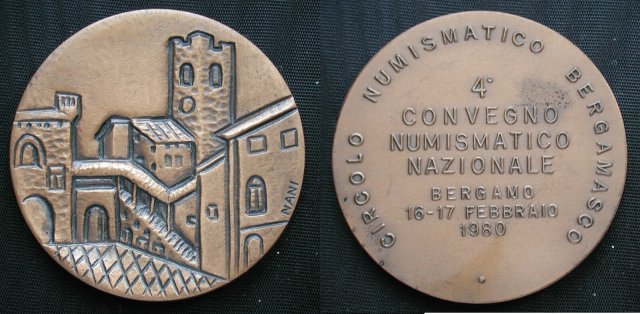 NANI
CIRCOLO NUMISMATICO BERGAMASCO
4°
CONVEGNO
NUMISMATICO
NAZIONALE
BERGAMO
16-17 FEBBRAIO
1980